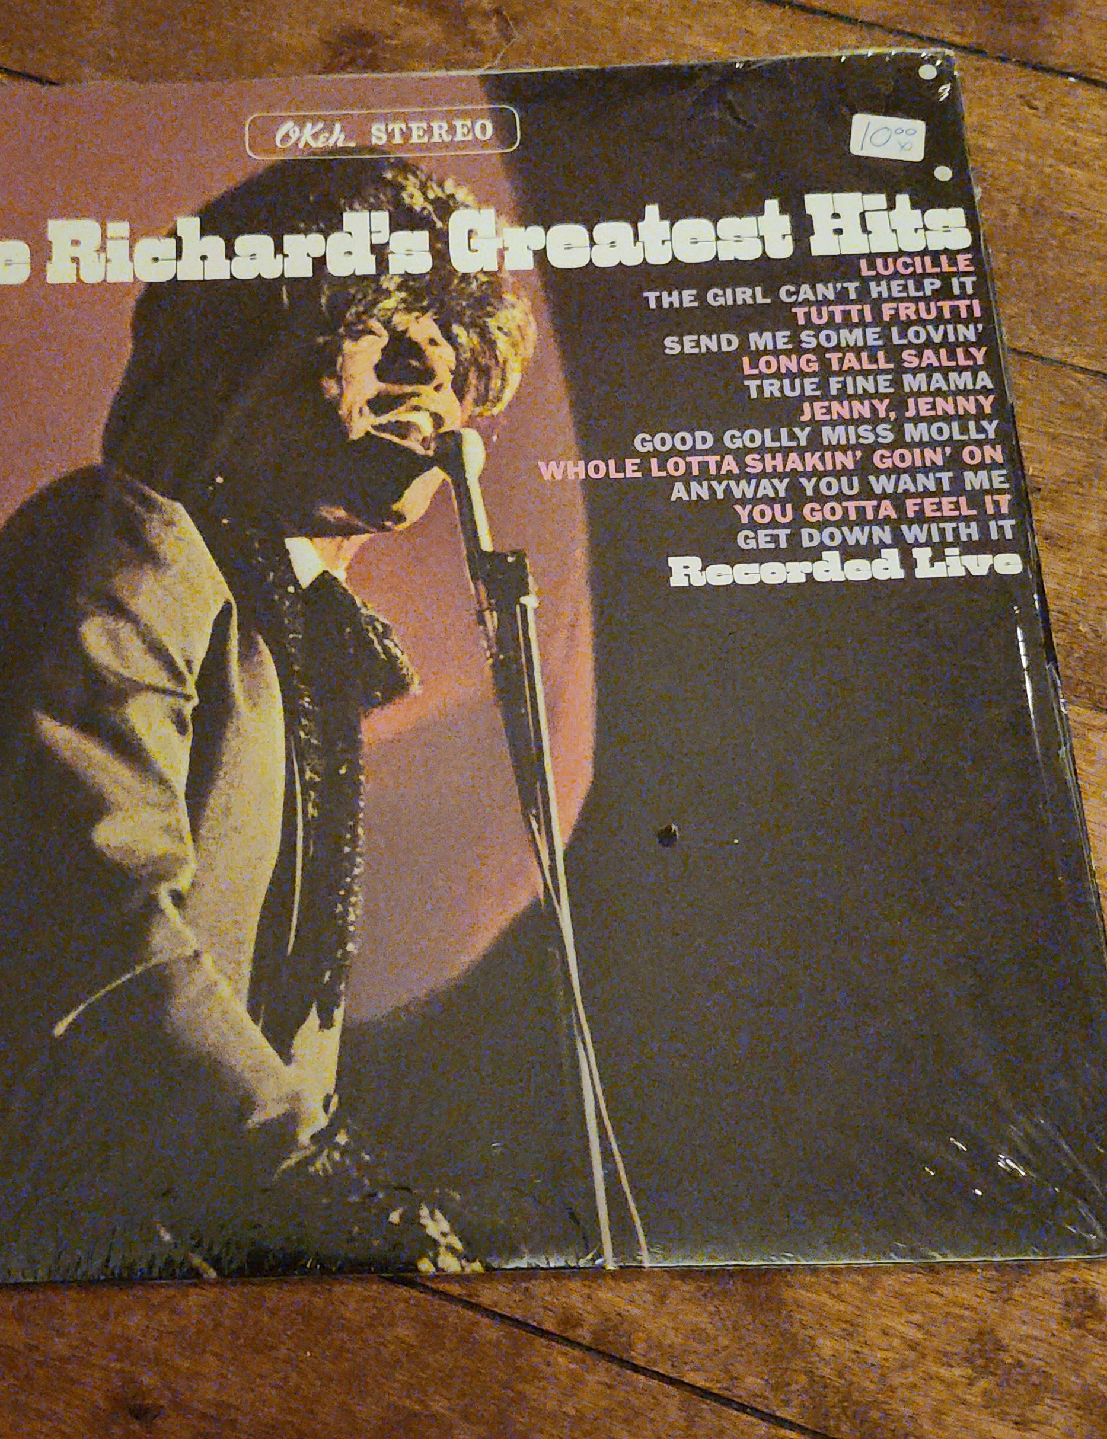 OKeh STEREO
10⁰⁰
e Richard's Greatest Hits
LUCILLE
THE GIRL CAN'T HELP IT
TUTTI FRUTTI
SEND ME SOME LOVIN'
LONG TALL SALLY
TRUE FINE MAMA
JENNY, JENNY
GOOD GOLLY MISS MOLLY
WHOLE LOTTA SHAKIN' GOIN' ON
ANYWAY YOU WANT ME
YOU GOTTA FEEL IT
GET DOWN WITH IT
Recorded Live